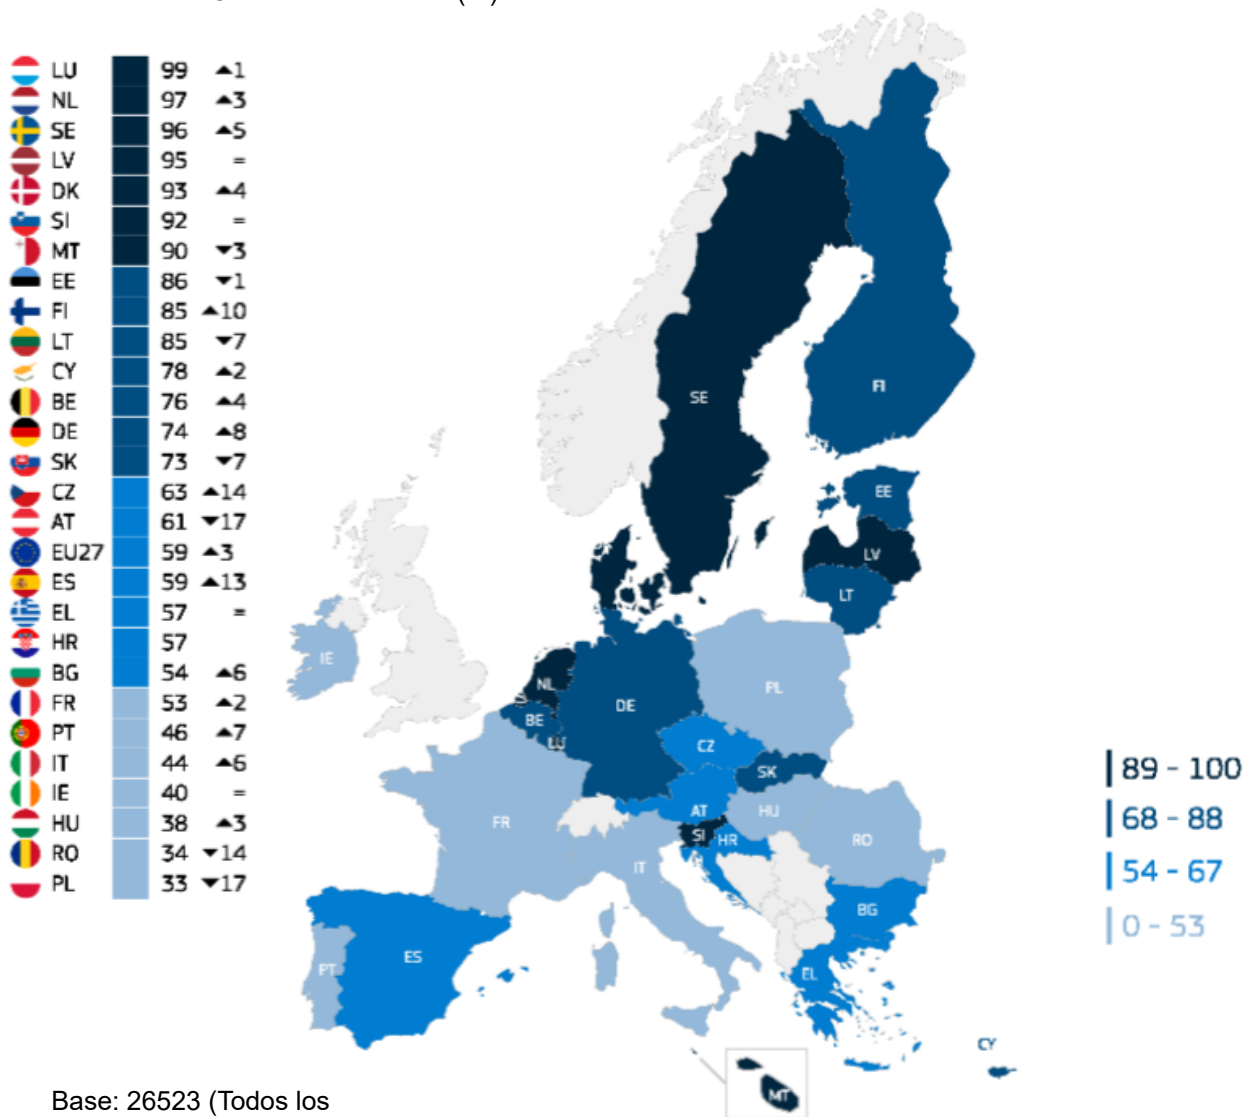 LU 99 ▲1
NL 97 ▲3
SE 96 ▲5
LV 95 =
DK 93 ▲4
SI 92 =
MT 90 ▼3
EE 86 ▼1
FI 85 ▲10
LT 85 ▼7
CY 78 ▲2
BE 76 ▲4
DE 74 ▲8
SK 73 ▼7
CZ 63 ▲14
AT 61 ▼17
EU27 59 ▲3
ES 59 ▲13
EL 57 =
HR 57
BG 54 ▲6
FR 53 ▲2
PT 46 ▲7
IT 44 ▲6
IE 40 =
HU 38 ▲3
RO 34 ▼14
PL 33 ▼17
FI
SE
EE
LV
LT
IE
NL
PL
DE
BE
LU
CZ
SK
AT
HU
FR
SI
HR
RO
IT
BG
ES
PT
EL
CY
MT
89 - 100
68 - 88
54 - 67
0 - 53
Base: 26523 (Todos los